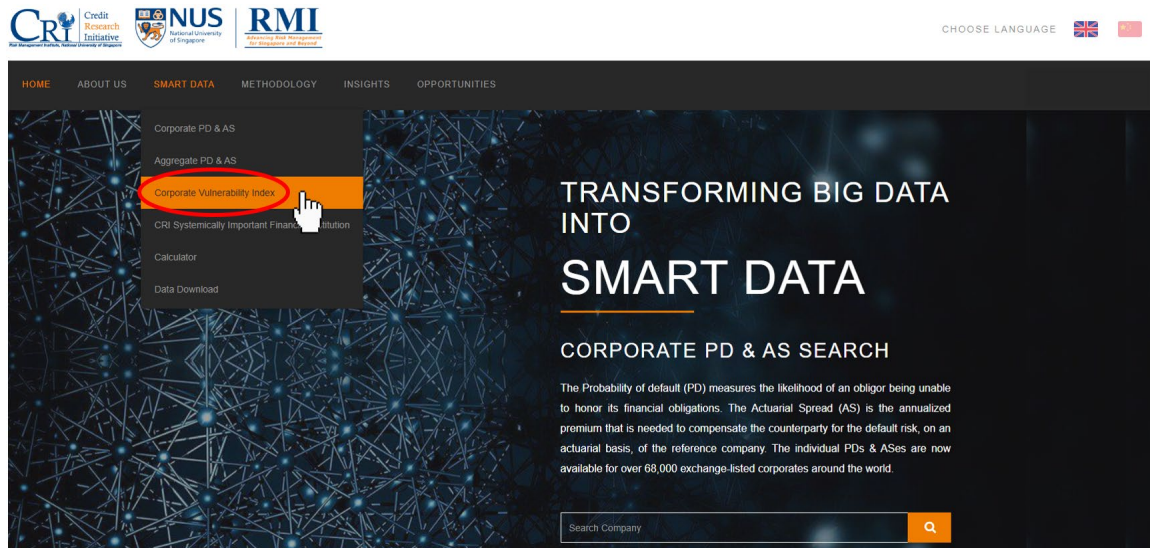 CRI Credit
Research
Initiative
Risk Management Institute, National University of Singapore
NUS
National University
of Singapore
RMI
Advancing Risk Management
for Singapore and Beyond
CHOOSE LANGUAGE
HOME ABOUT US SMART DATA METHODOLOGY INSIGHTS OPPORTUNITIES
Corporate PD & AS
Aggregate PD & AS
Corporate Vulnerability Index
CRI Systemically Important
Calculator
Data Download
TRANSFORMING BIG DATA
INTO
SMART DATA
CORPORATE PD & AS SEARCH
The Probability of default (PD) measures the likelihood of an obligor being unable
to honor its financial obligations. The Actuarial Spread (AS) is the annualized
premium that is needed to compensate the counterparty for the default risk, on an
actuarial basis, of the reference company. The individual PDs & ASes are now
available for over 68,000 exchange-listed corporates around the world.
Search Company